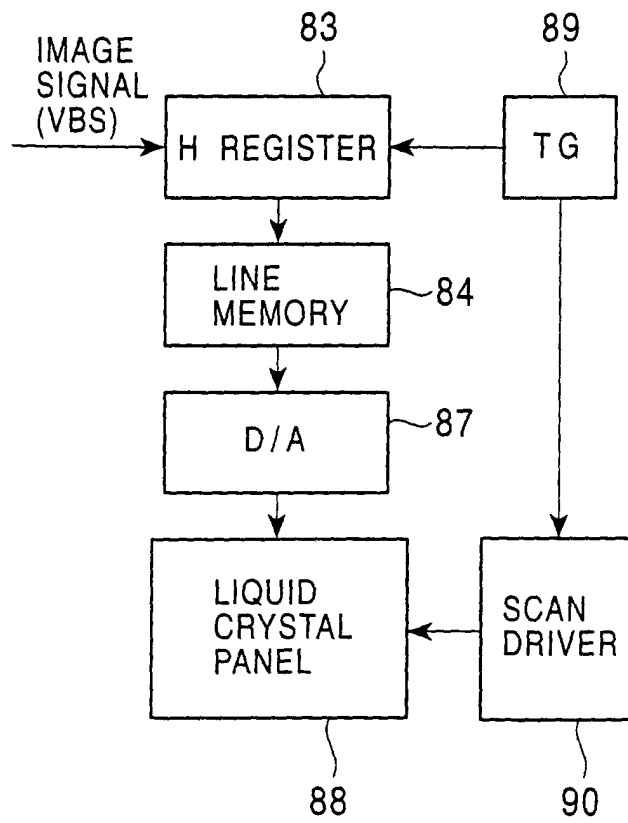 83
89
IMAGE
SIGNAL
(VBS)
H REGISTER
TG
LINE
MEMORY
84
D/A
87
LIQUID
CRYSTAL
PANEL
SCAN
DRIVER
88
90